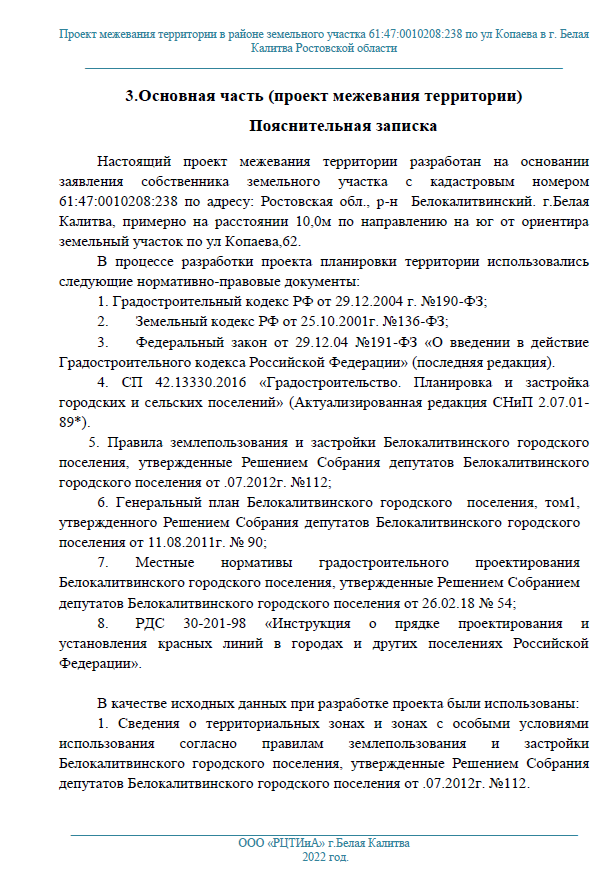 Проект межевания территории в районе земельного участка 61:47:0010208:238 по ул Копаева в г. Белая
Калитва Ростовской области
3.Основная часть (проект межевания территории)
Пояснительная записка
Настоящий проект межевания территории разработан на основании
заявления собственника земельного участка с кадастровым номером
61:47:0010208:238 по адресу: Ростовская обл., р-н Белокалитвинский. г.Белая
Калитва, примерно на расстоянии 10,0м по направлению на юг от ориентира
земельный участок по ул Копаева,62.
В процессе разработки проекта планировки территории использовались
следующие нормативно-правовые документы:
1. Градостроительный кодекс РФ от 29.12.2004 г. №190-ФЗ;
2. Земельный кодекс РФ от 25.10.2001г. №136-ФЗ;
3. Федеральный закон от 29.12.04 №191-ФЗ «О введении в действие
Градостроительного кодекса Российской Федерации» (последняя редакция).
4. СП 42.13330.2016 «Градостроительство. Планировка и застройка
городских и сельских поселений» (Актуализированная редакция СНиП 2.07.01-
89*).
5. Правила землепользования и застройки Белокалитвинского городского
поселения, утвержденные Решением Собрания депутатов Белокалитвинского
городского поселения от .07.2012г. №112;
6. Генеральный план Белокалитвинского городского поселения, том1,
утвержденного Решением Собрания депутатов Белокалитвинского городского
поселения от 11.08.2011г. № 90;
7. Местные нормативы градостроительного проектирования
Белокалитвинского городского поселения, утвержденные Решением Собранием
депутатов Белокалитвинского городского поселения от 26.02.18 № 54;
8. РДС 30-201-98 «Инструкция о прядке проектирования и
установления красных линий в городах и других поселениях Российской
Федерации».
В качестве исходных данных при разработке проекта были использованы:
1. Сведения о территориальных зонах и зонах с особыми условиями
использования согласно правилам землепользования и застройки
Белокалитвинского городского поселения, утвержденные Решением Собрания
депутатов Белокалитвинского городского поселения от .07.2012г. №112.
ООО «РЦТИиА» г.Белая Калитва
2022 год.